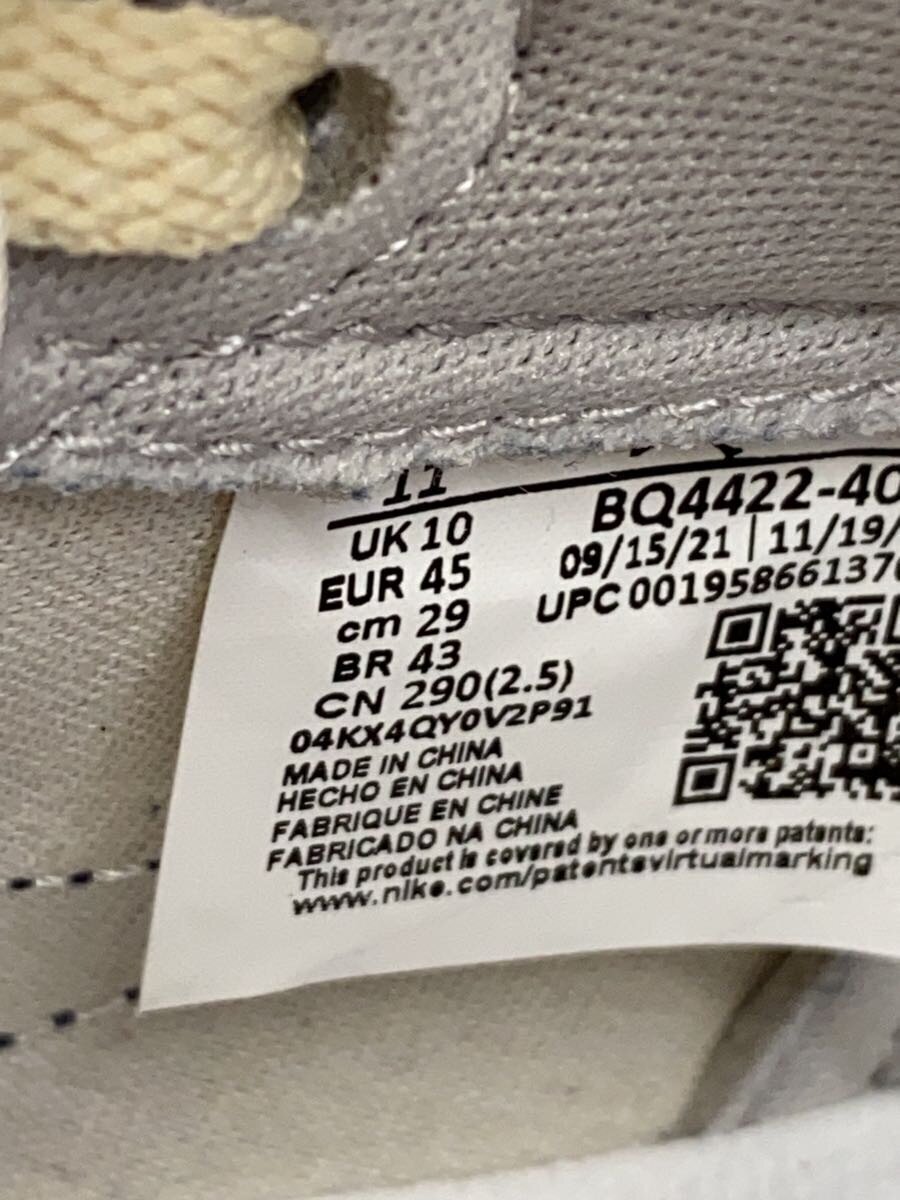 11
UK 10
EUR 45
cm 29
BR 43
CN 290(2.5)
04KX4QY0V2P91
BQ4422-40
09/15/21 | 11/19/
UPC 00195866137
MADE IN CHINA
HECHO EN CHINA
FABRIQUE EN CHINE
FABRICADO NA CHINA
This product is covered by one or more patents:
www.nike.com/patentsvirtualmarking